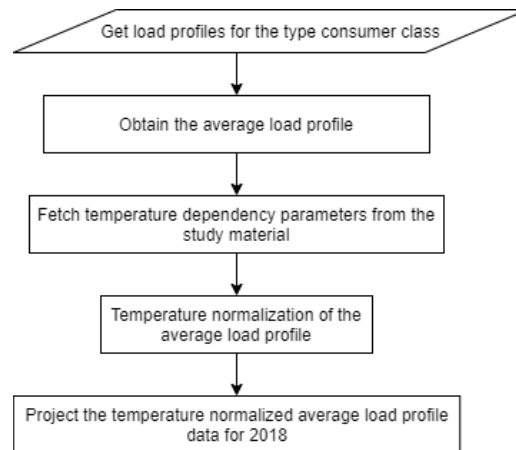 Get load profiles for the type consumer class
Obtain the average load profile
Fetch temperature dependency parameters from the
study material
Temperature normalization of the
average load profile
Project the temperature normalized average load profile
data for 2018